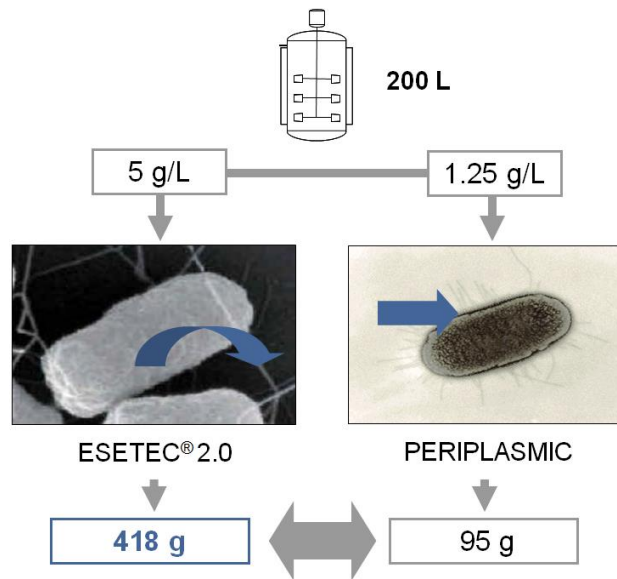 200 L
5 g/L
1.25 g/L
ESETEC® 2.0
PERIPLASMIC
418 g
95 g